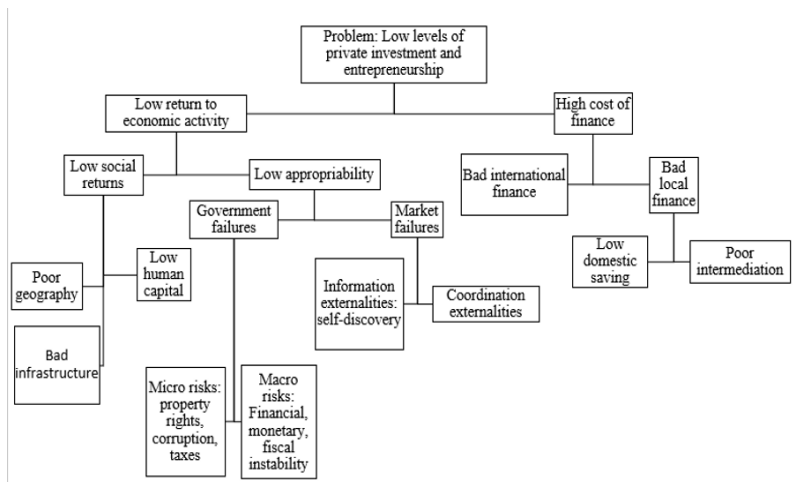 Problem: Low levels of
private investment and
entrepreneurship
Low return to
economic activity
High cost of
finance
Low social
returns
Low appropriability
Bad international
finance
Bad
local
finance
Government
failures
Market
failures
Low
domestic
saving
Poor
intermediation
Poor
geography
Low
human
capital
Information
externalities:
self-discovery
Coordination
externalities
Bad
infrastructure
Micro risks:
property
rights,
corruption,
taxes
Macro
risks:
Financial,
monetary,
fiscal
instability